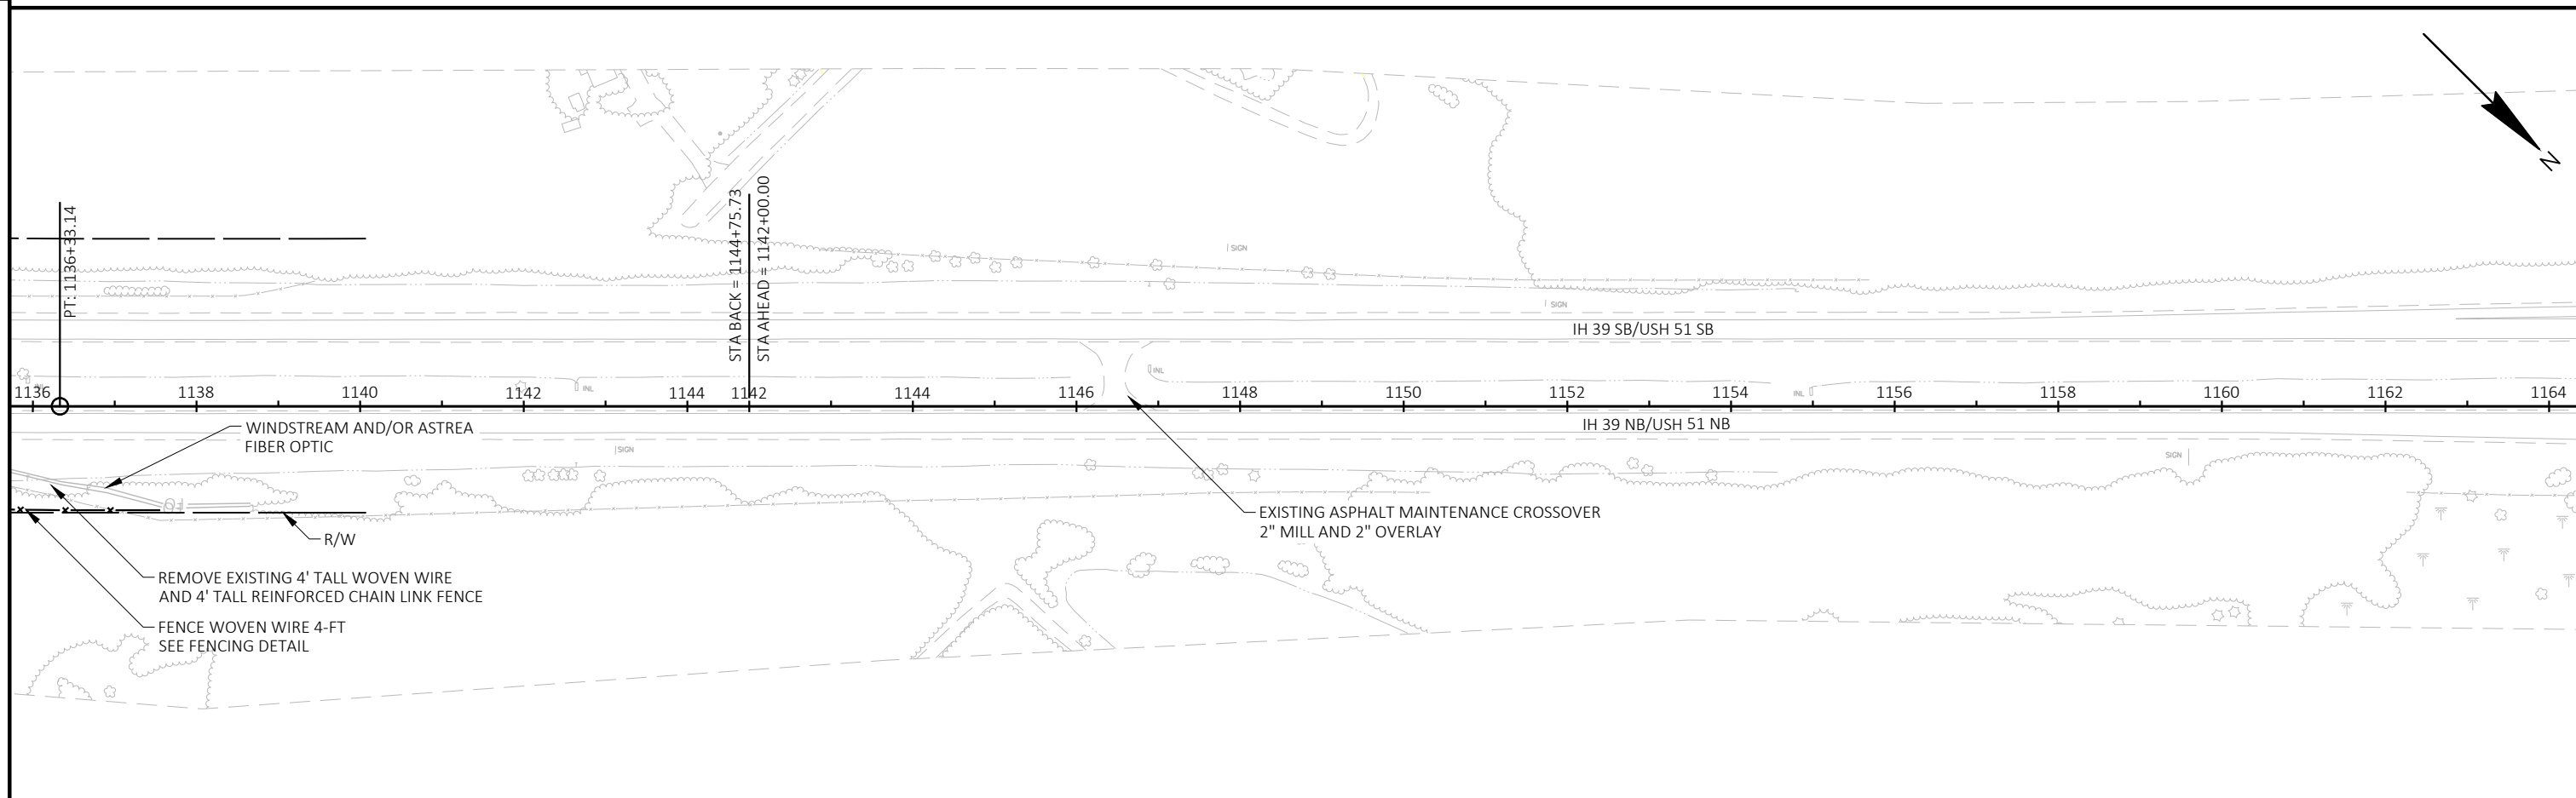 N
PT: 1136+33.14
STA BACK = 1144+75.73
STA AHEAD = 1142+00.00
SIGN
SIGN
IH 39 SB/USH 51 SB
INL
INL
INL
1136
1138
1140
1142
1144
1142
1144
1146
1148
1150
1152
1154
1156
1158
1160
1162
1164
IH 39 NB/USH 51 NB
WINDSTREAM AND/OR ASTREA
FIBER OPTIC
SIGN
SIGN
R/W
EXISTING ASPHALT MAINTENANCE CROSSOVER
2" MILL AND 2" OVERLAY
REMOVE EXISTING 4' TALL WOVEN WIRE
AND 4' TALL REINFORCED CHAIN LINK FENCE
FENCE WOVEN WIRE 4-FT
SEE FENCING DETAIL